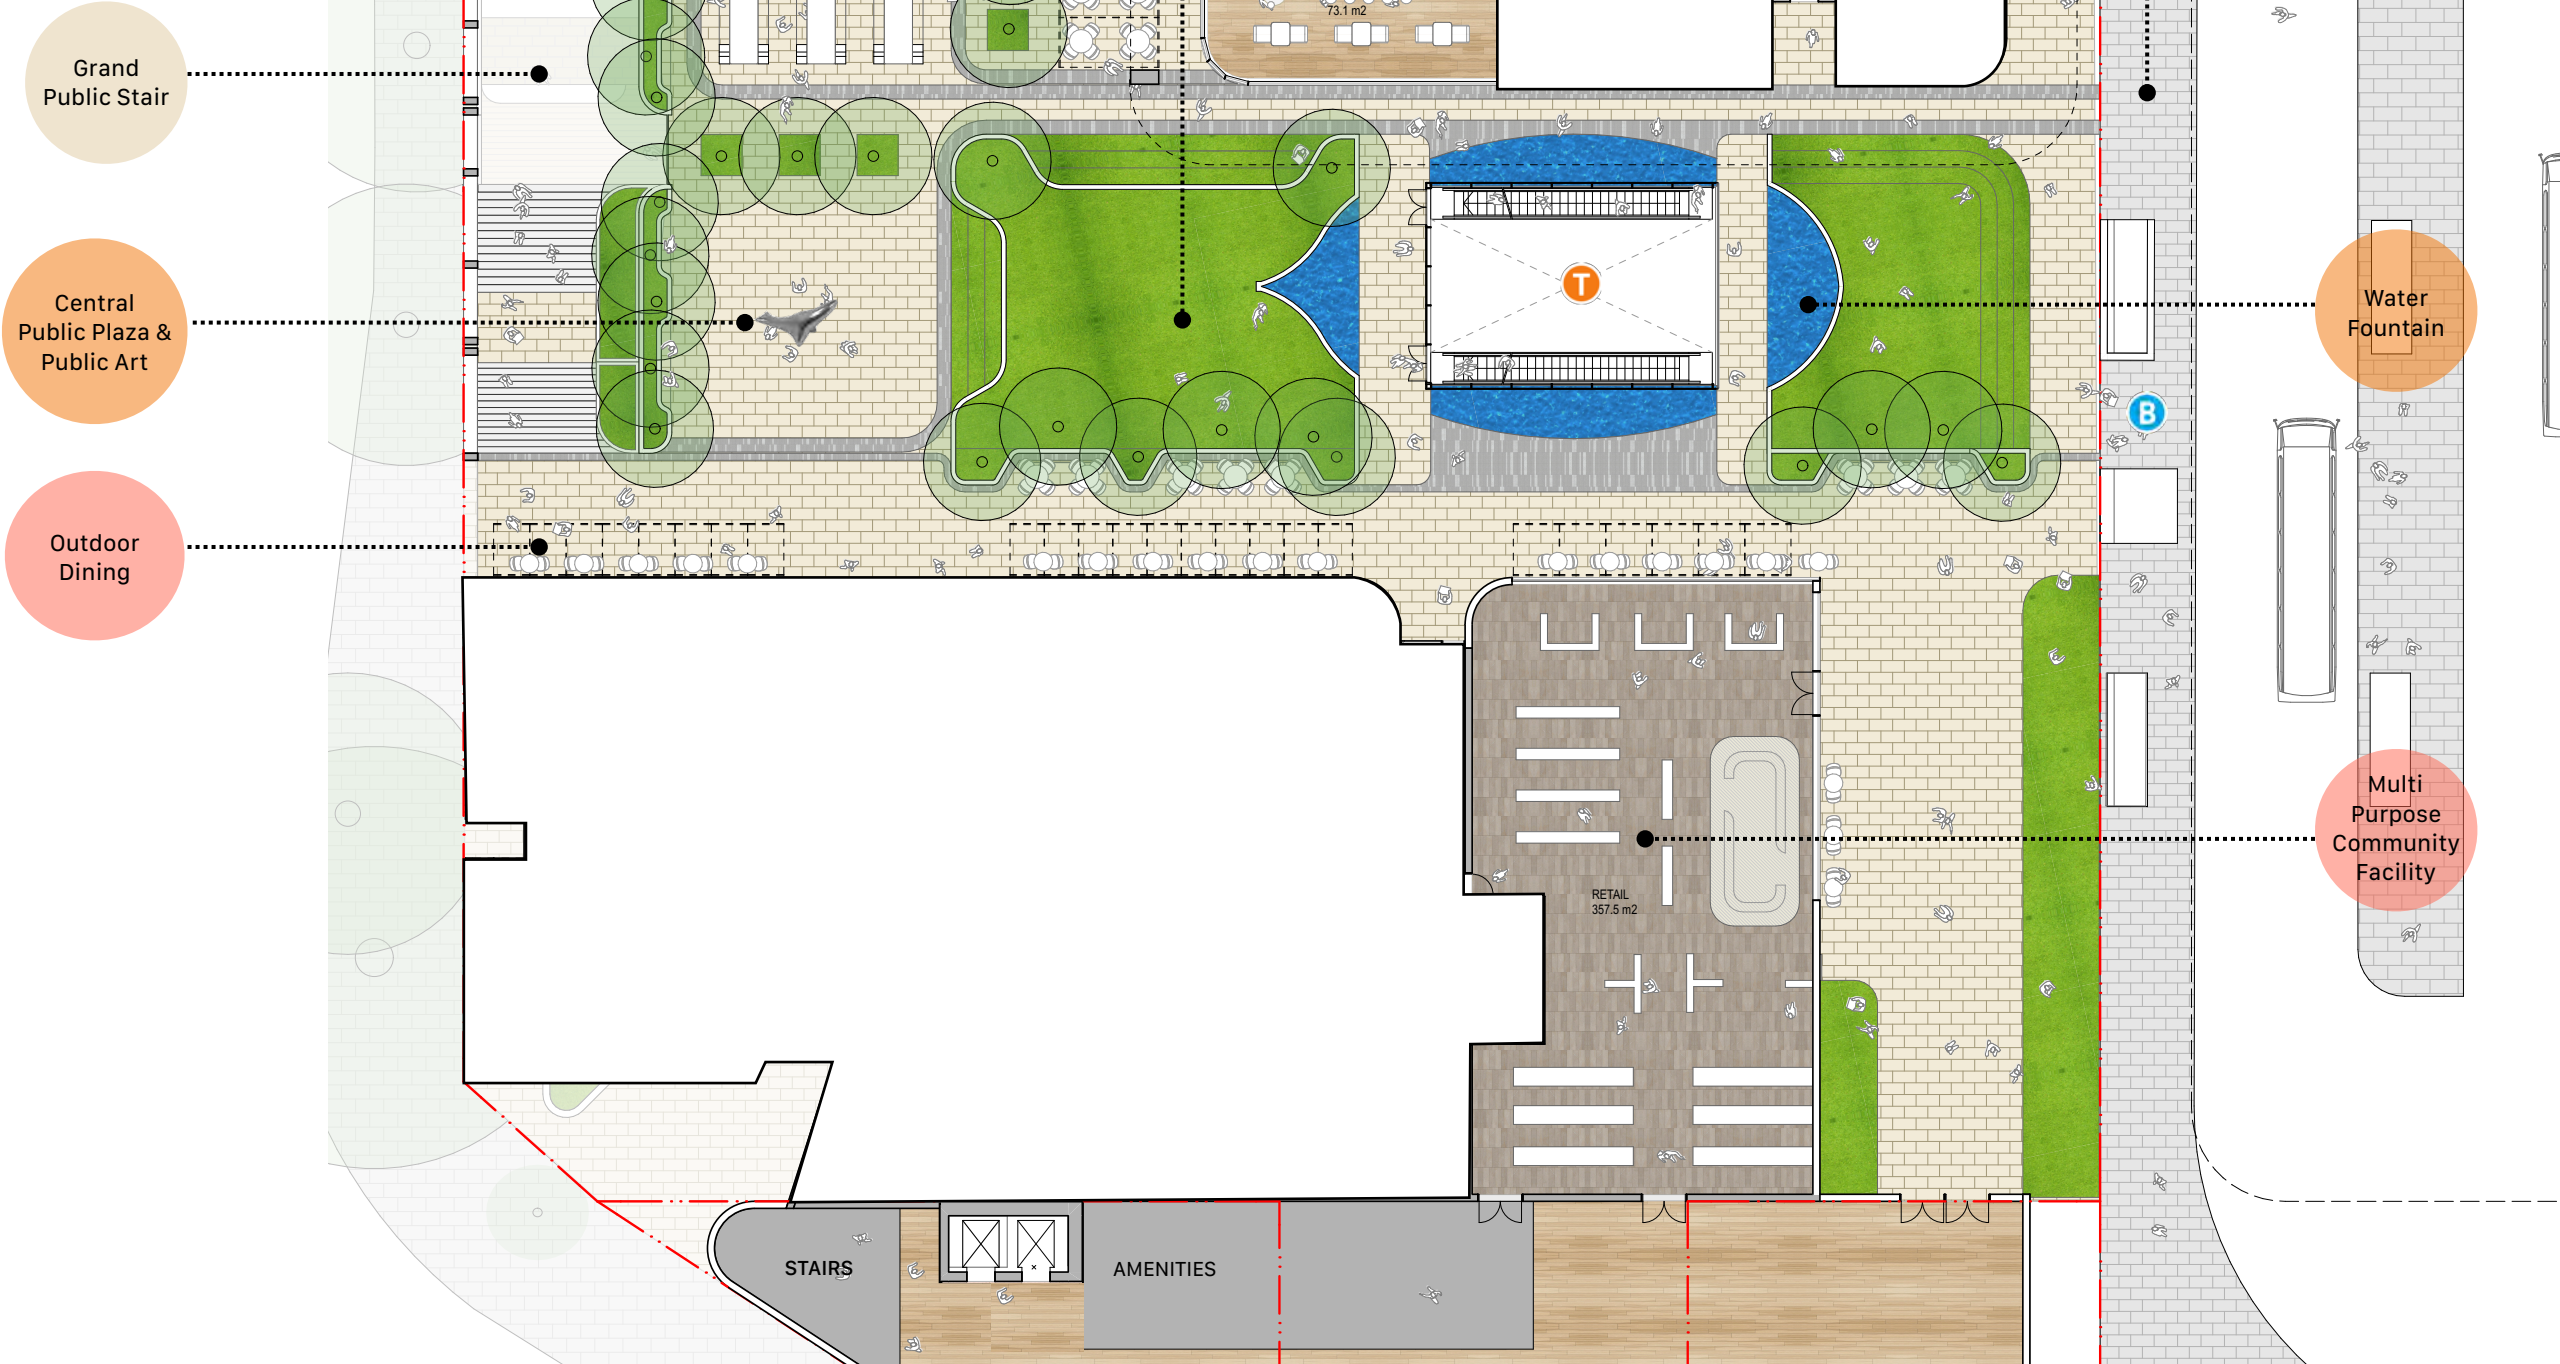 73.1 m2
Grand
Public Stair
Central
Public Plaza &
Public Art
T
Water
Fountain
B
Outdoor
Dining
Multi
Purpose
Community
Facility
RETAIL
357.5 m2
STAIRS
AMENITIES